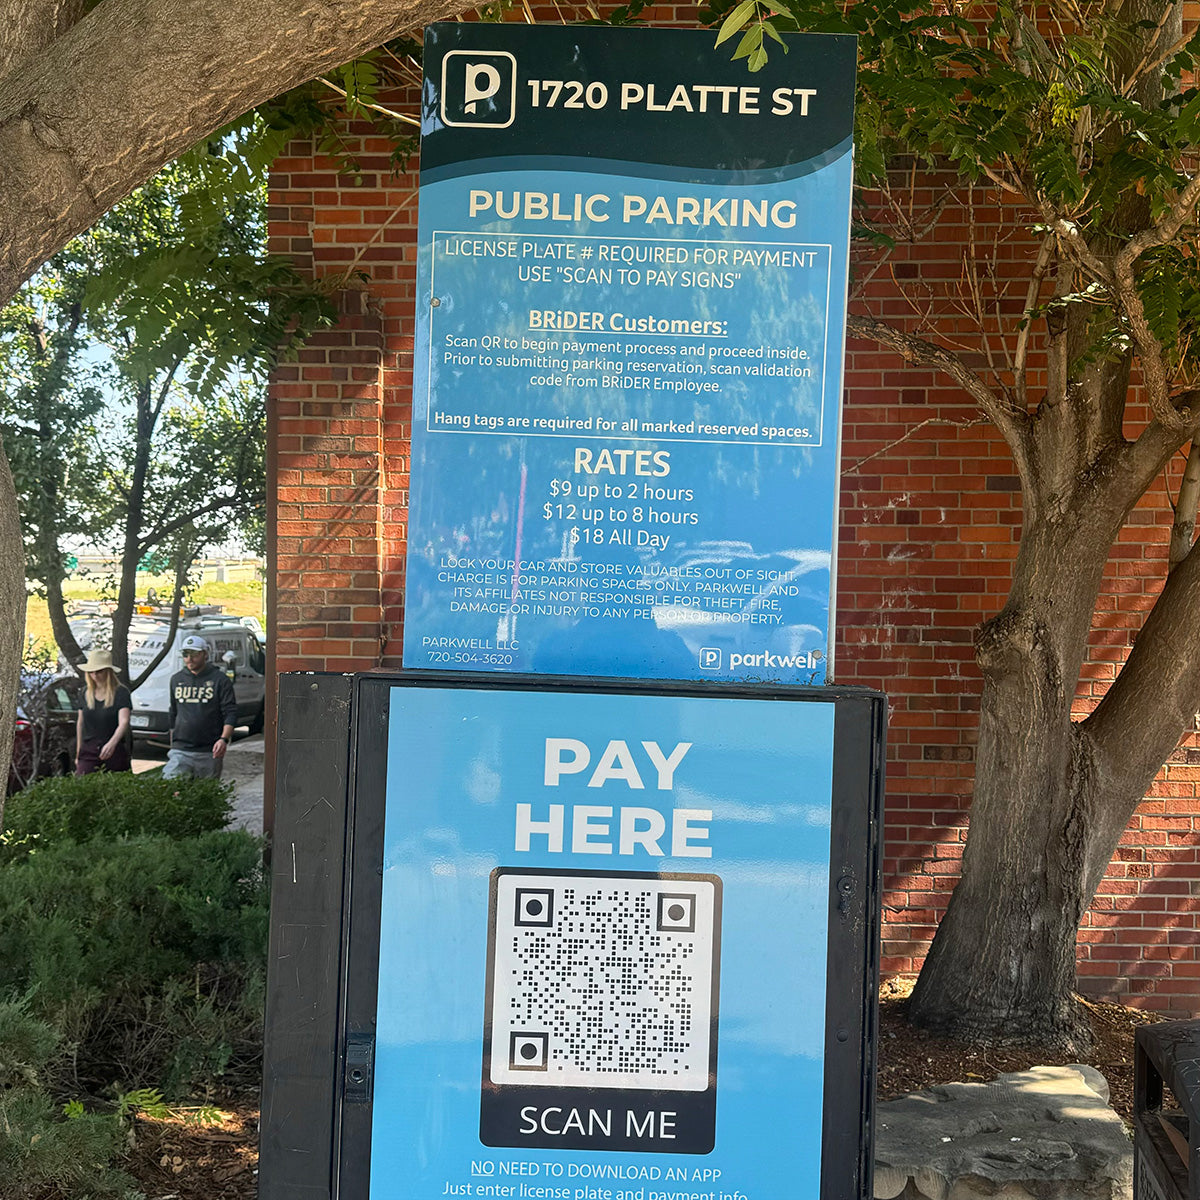 p 1720 PLATTE ST
PUBLIC PARKING
LICENSE PLATE # REQUIRED FOR PAYMENT
USE "SCAN TO PAY SIGNS"
BRiDER Customers:
Scan QR to begin payment process and proceed inside.
Prior to submitting parking reservation, scan validation
code from BRiDER Employee.
Hang tags are required for all marked reserved spaces.
RATES
$9 up to 2 hours
$12 up to 8 hours
$18 All Day
LOCK YOUR CAR AND STORE VALUABLES OUT OF SIGHT.
CHARGE IS FOR PARKING SPACES ONLY. PARKWELL AND
ITS AFFILIATES NOT RESPONSIBLE FOR THEFT, FIRE,
DAMAGE,OR INJURY TO ANY PERSON OR PROPERTY.
PARKWELL LLC
720-504-3620
p parkwell
BUFFS
PAY
HERE
SCAN ME
NO NEED TO DOWNLOAD AN APP
Just enter license plate and payment info